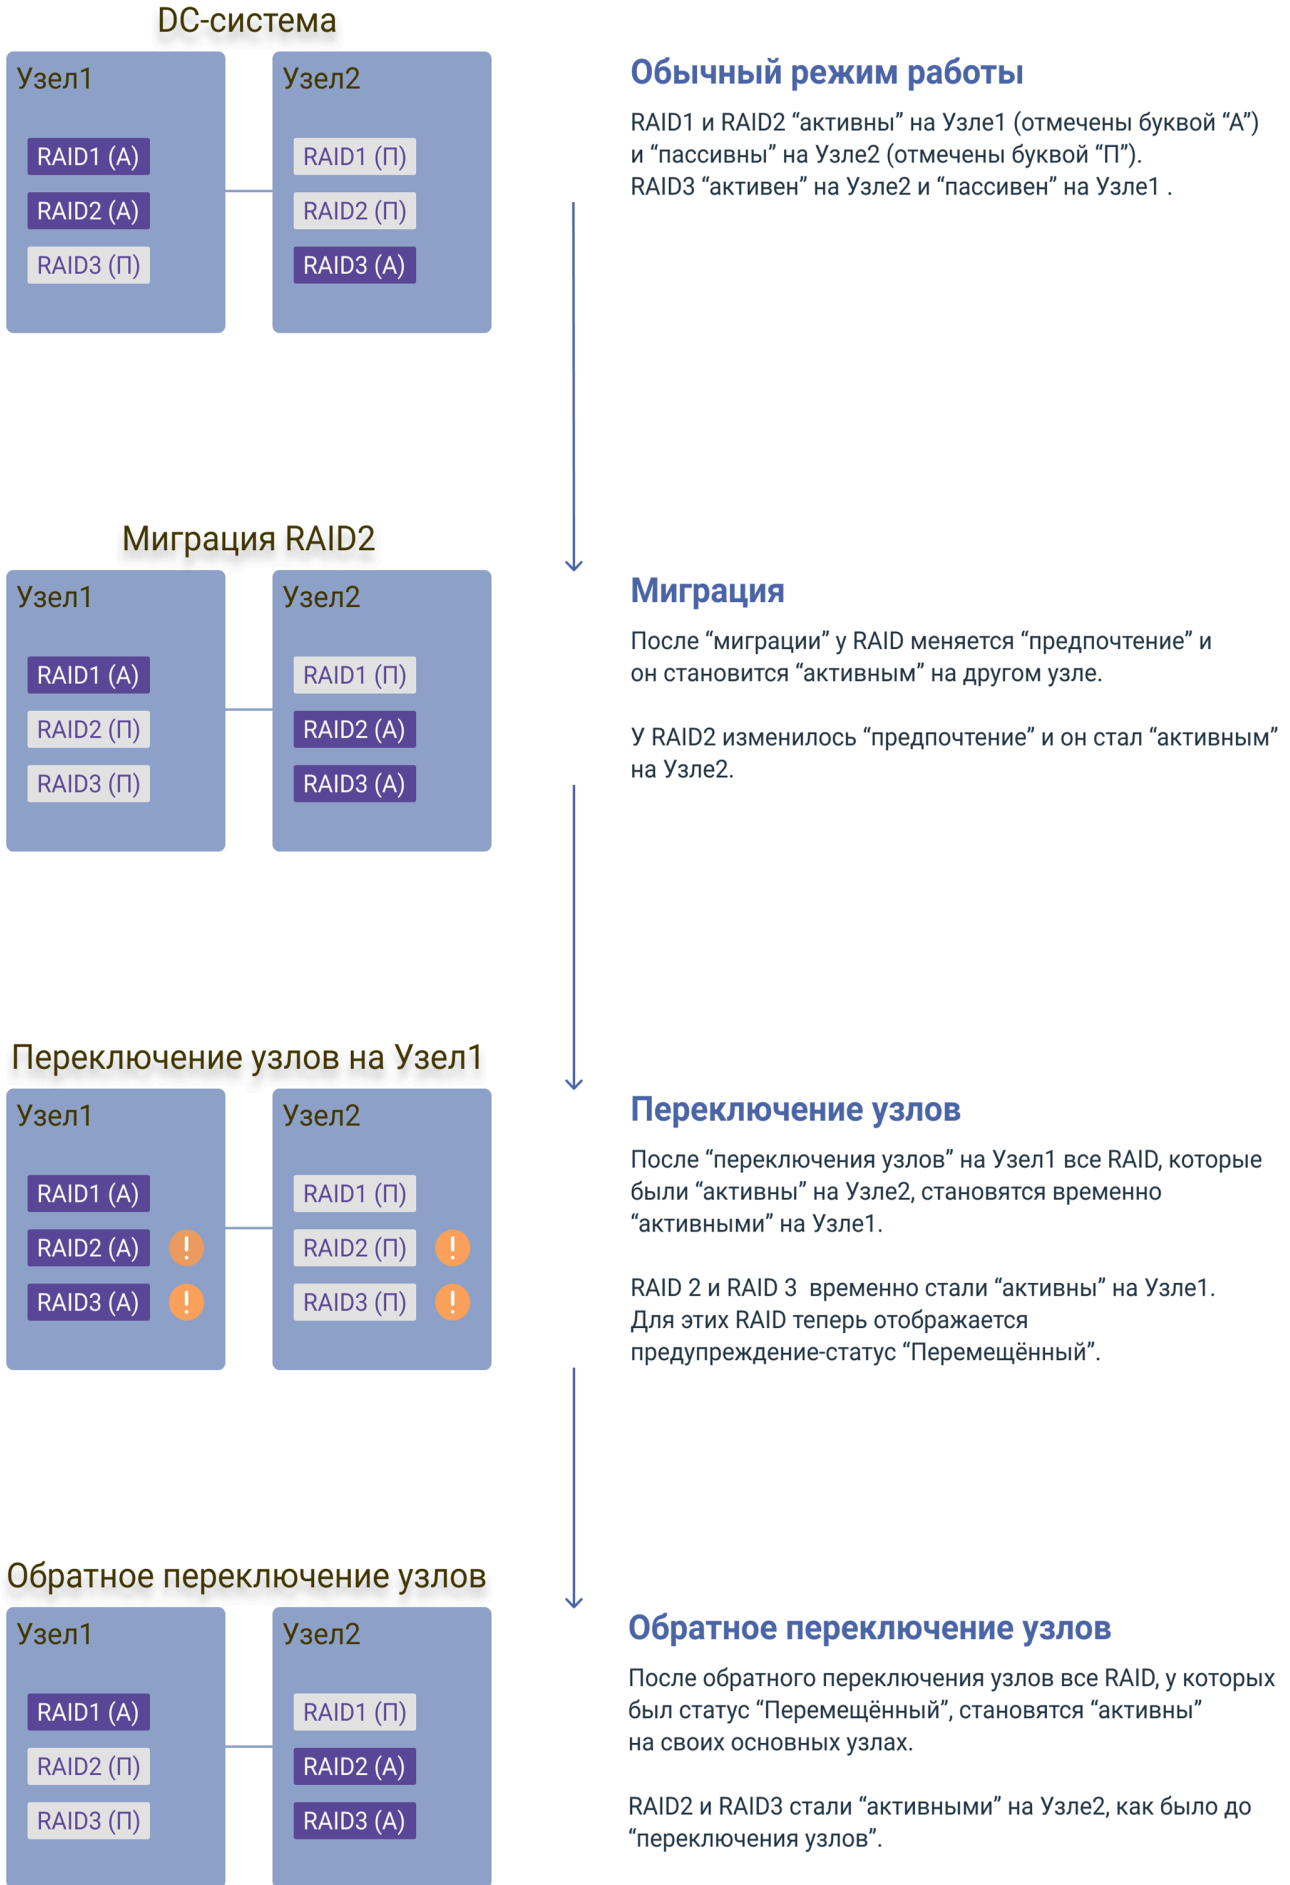 DC-система
Узел1
RAID1 (А)
RAID2 (А)
RAID3 (П)
Узел2
RAID1 (П)
RAID2 (П)
RAID3 (А)
Обычный режим работы
RAID1 и RAID2 “активны” на Узле1 (отмечены буквой “А”)
и “пассивны” на Узле2 (отмечены буквой “П”).
RAID3 “активен” на Узле2 и “пассивен” на Узле1 .
Миграция RAID2
Узел1
RAID1 (А)
RAID2 (П)
RAID3 (П)
Узел2
RAID1 (П)
RAID2 (А)
RAID3 (А)
Миграция
После “миграции” у RAID меняется “предпочтение” и
он становится “активным” на другом узле.
У RAID2 изменилось “предпочтение” и он стал “активным”
на Узле2.
Переключение узлов на Узел1
Узел1
RAID1 (А)
RAID2 (А) !
RAID3 (А) !
Узел2
RAID1 (П)
RAID2 (П) !
RAID3 (П) !
Переключение узлов
После “переключения узлов” на Узел1 все RAID, которые
были “активны” на Узле2, становятся временно
“активными” на Узле1.
RAID 2 и RAID 3  временно стали “активны” на Узле1.
Для этих RAID теперь отображается
предупреждение-статус “Перемещённый”.
Обратное переключение узлов
Узел1
RAID1 (А)
RAID2 (П)
RAID3 (П)
Узел2
RAID1 (П)
RAID2 (А)
RAID3 (А)
Обратное переключение узлов
После обратного переключения узлов все RAID, у которых
был статус “Перемещённый”, становятся “активны”
на своих основных узлах.
RAID2 и RAID3 стали “активными” на Узле2, как было до
“переключения узлов”.